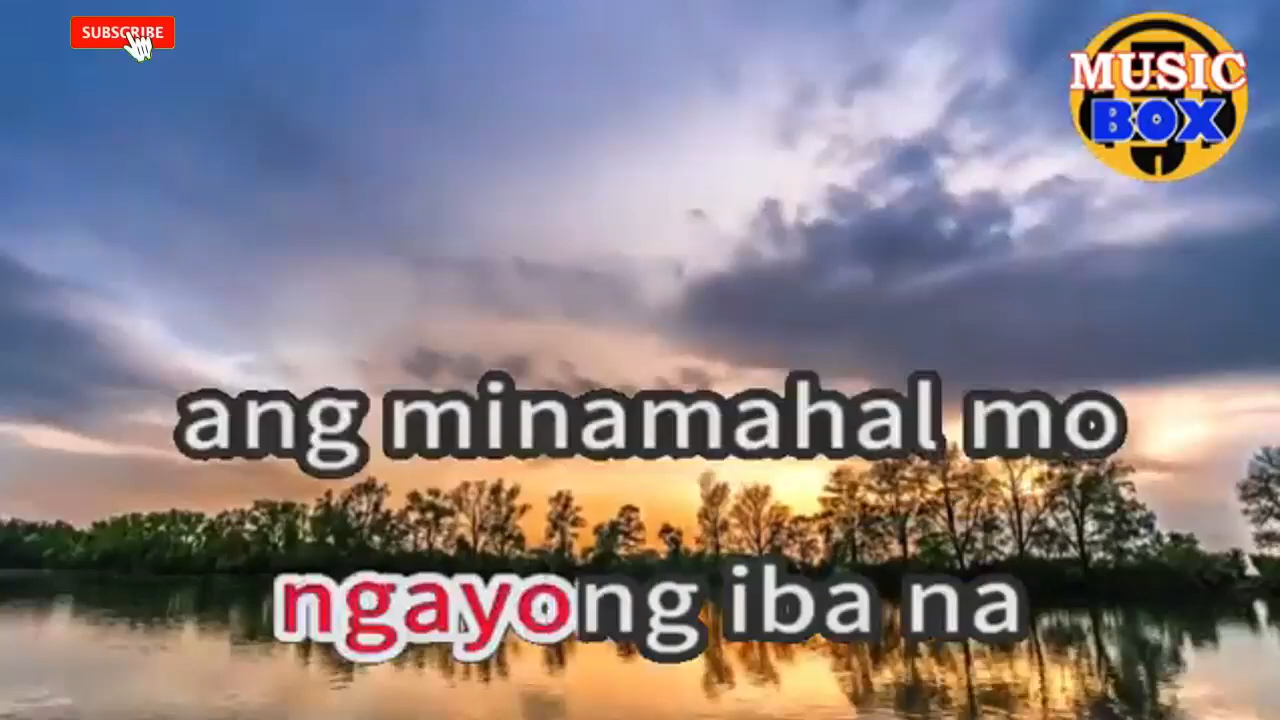 SUBSCRIBE
MUSIC
BOX
ang minamahal mo
ngayong iba na